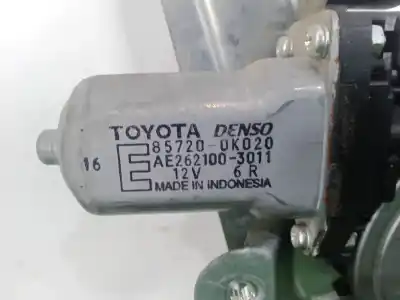 TOYOTA DENSO
85720-0K020
E
AE262100-3011
16
12V 6R
MADE IN INDONESIA